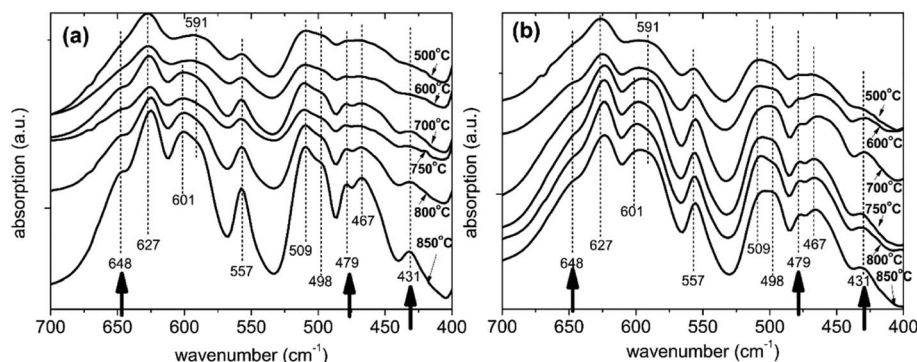 (a)
591
500°C
600°C
700°C
750°C
800°C
850°C
601
467
627
509
648
557
498
479
431
absorption (a.u.)
700 650 600 550 500 450 400
wavenumber (cm⁻¹)
(b)
591
500°C
600°C
700°C
750°C
800°C
850°C
601
627
509
467
648
557
498
479
431
absorption (a.u.)
700 650 600 550 500 450 400
wavenumber (cm⁻¹)